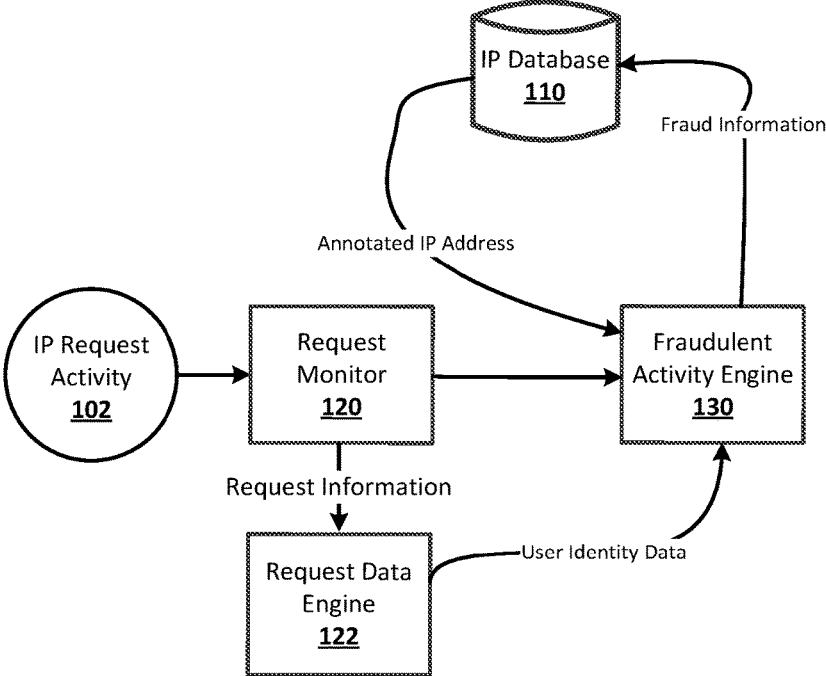 IP Database
110
Fraud Information
Annotated IP Address
IP Request
Activity
102
Request
Monitor
120
Fraudulent
Activity Engine
130
Request Information
User Identity Data
Request Data
Engine
122